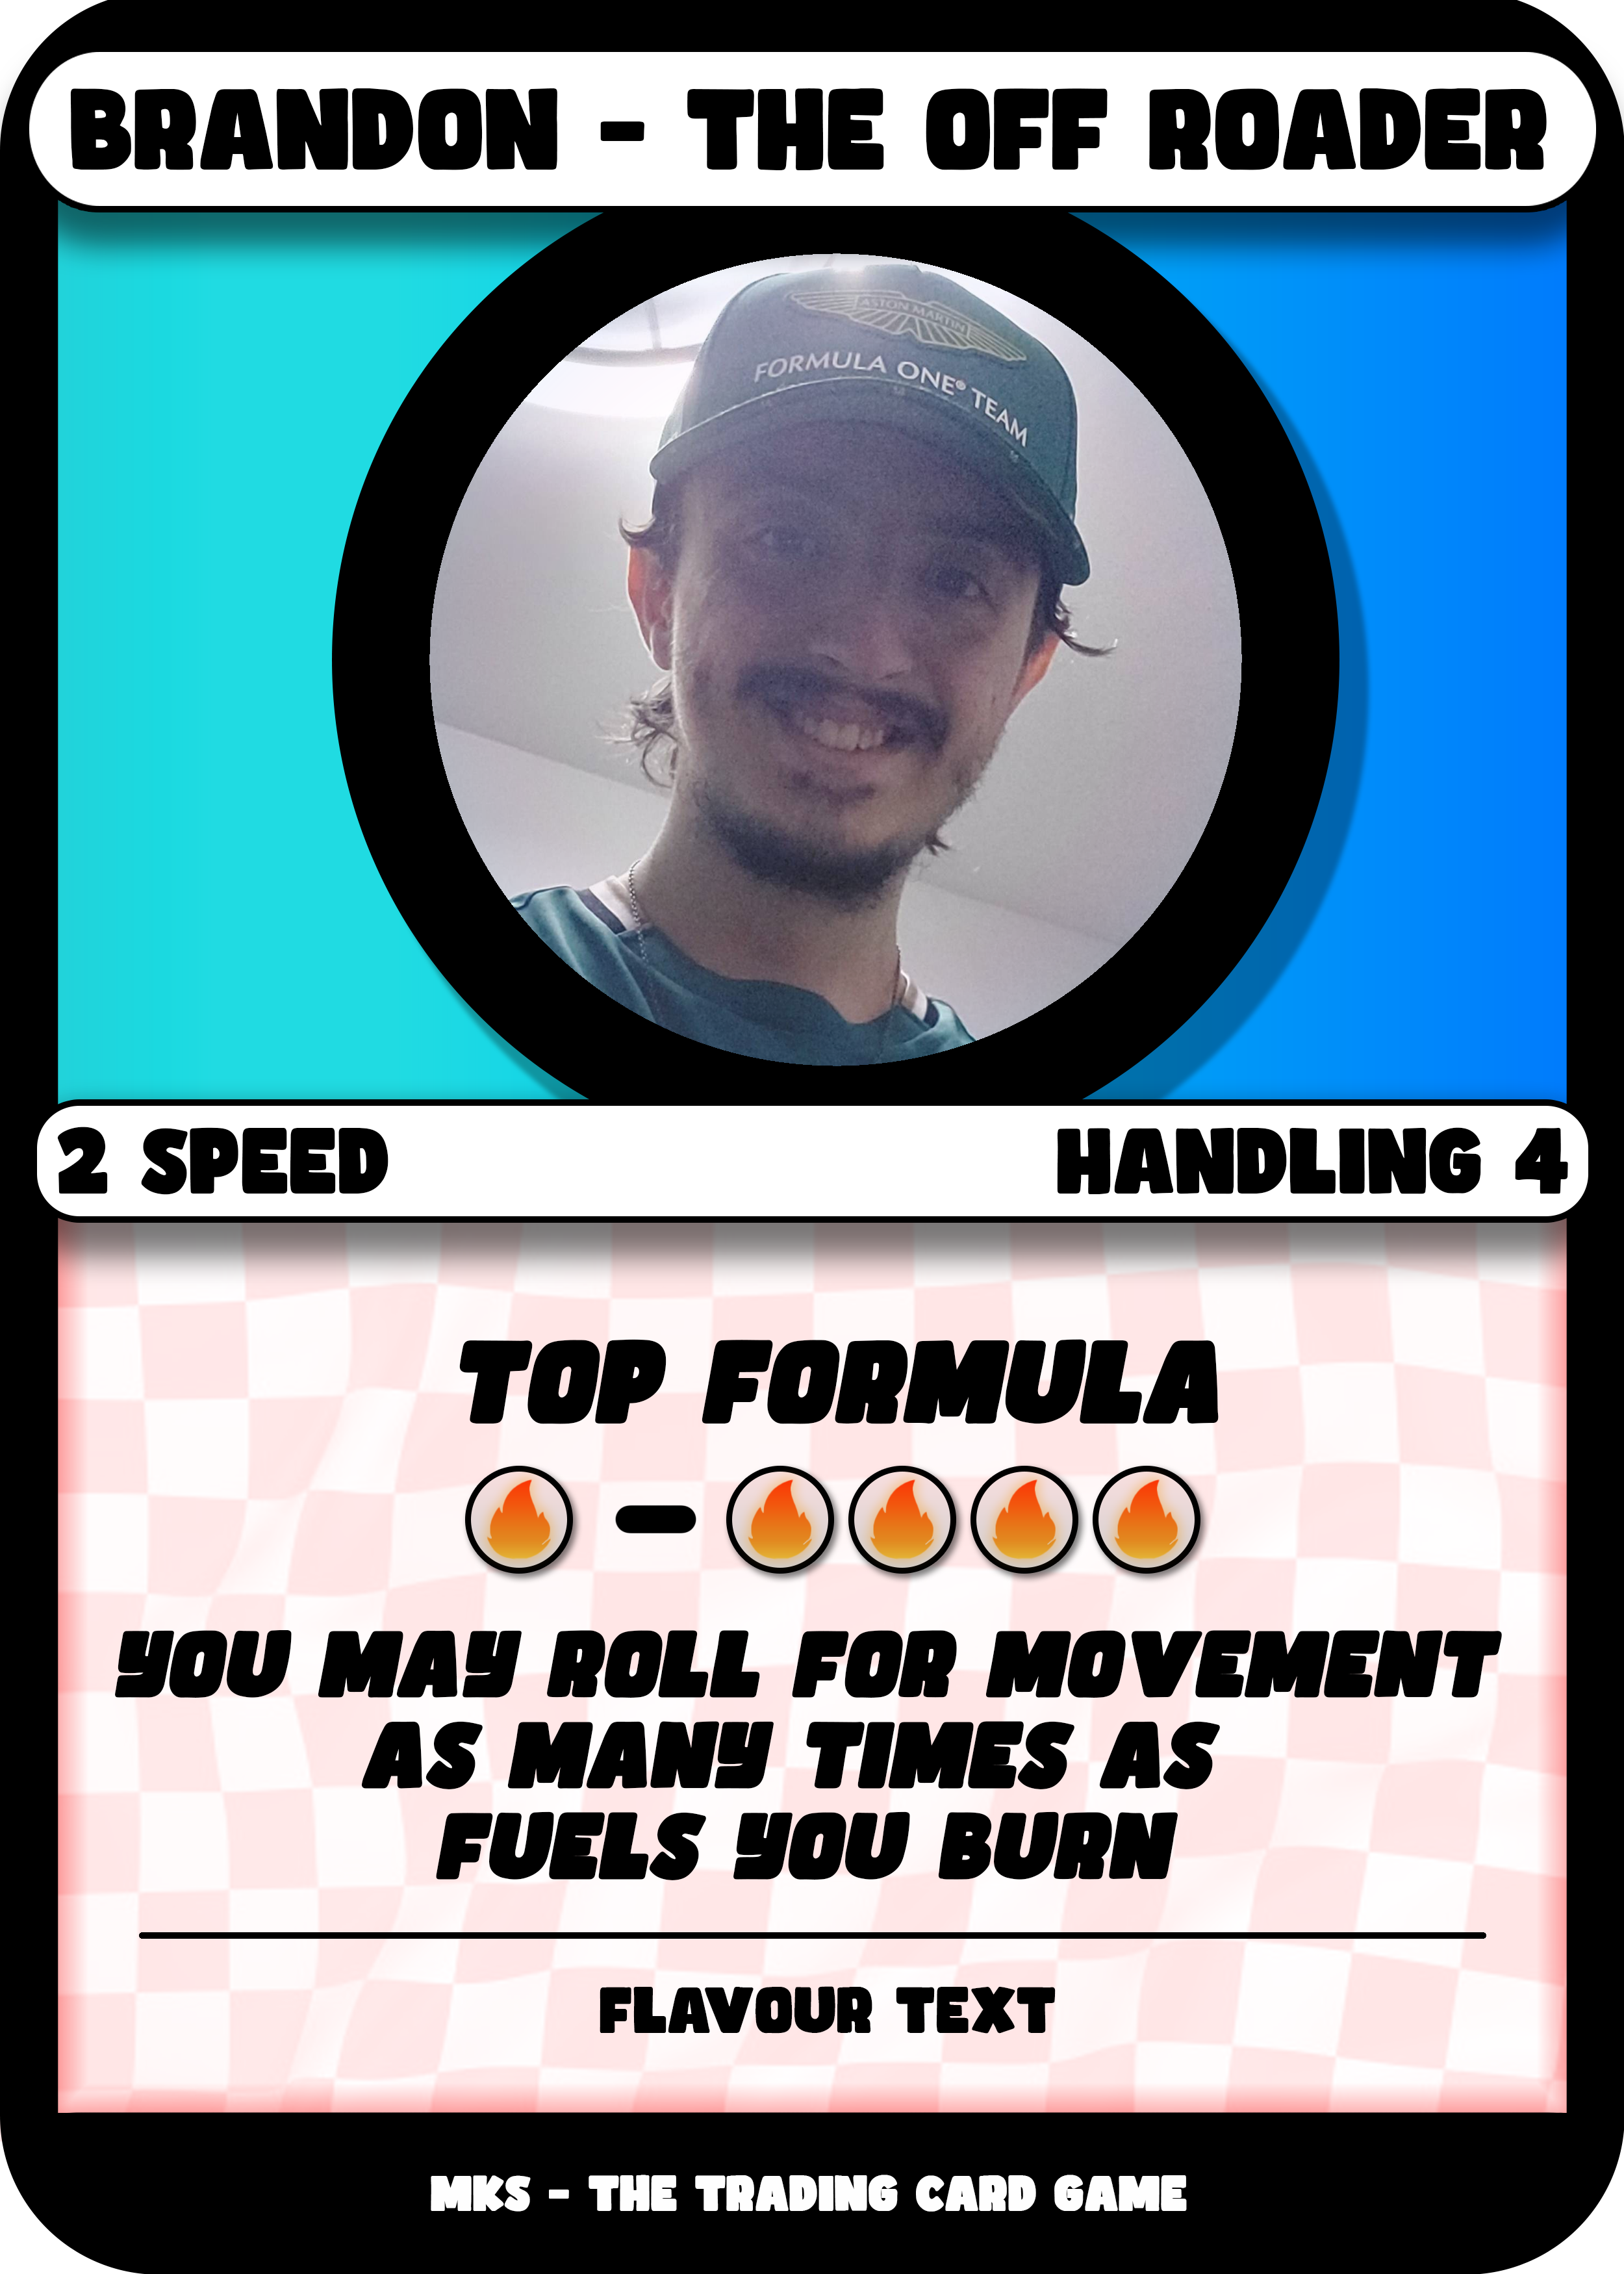 BRANDON - THE OFF ROADER
ASTON MARTIN
FORMULA ONE® TEAM
2 SPEED
HANDLING 4
TOP FORMULA
YOU MAY ROLL FOR MOVEMENT
AS MANY TIMES AS
FUELS YOU BURN
FLAVOUR TEXT
MKS - THE TRADING CARD GAME